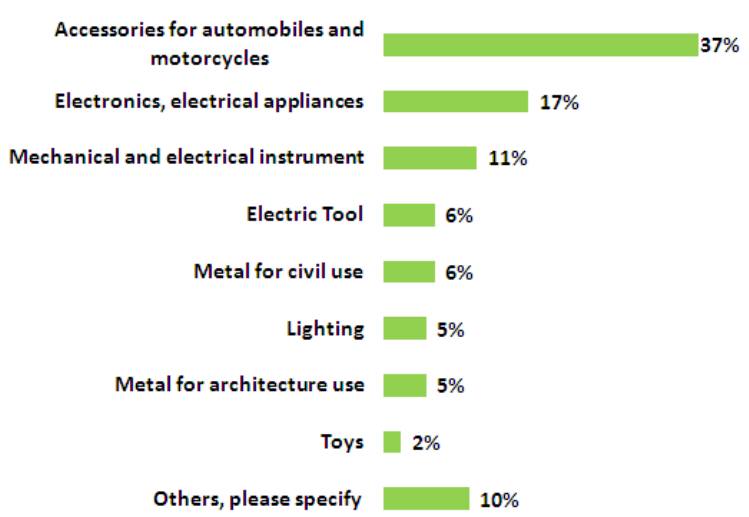 Accessories for automobiles and
motorcycles
37%
Electronics, electrical appliances
17%
Mechanical and electrical instrument
11%
Electric Tool
6%
Metal for civil use
6%
Lighting
5%
Metal for architecture use
5%
Toys
2%
Others, please specify
10%